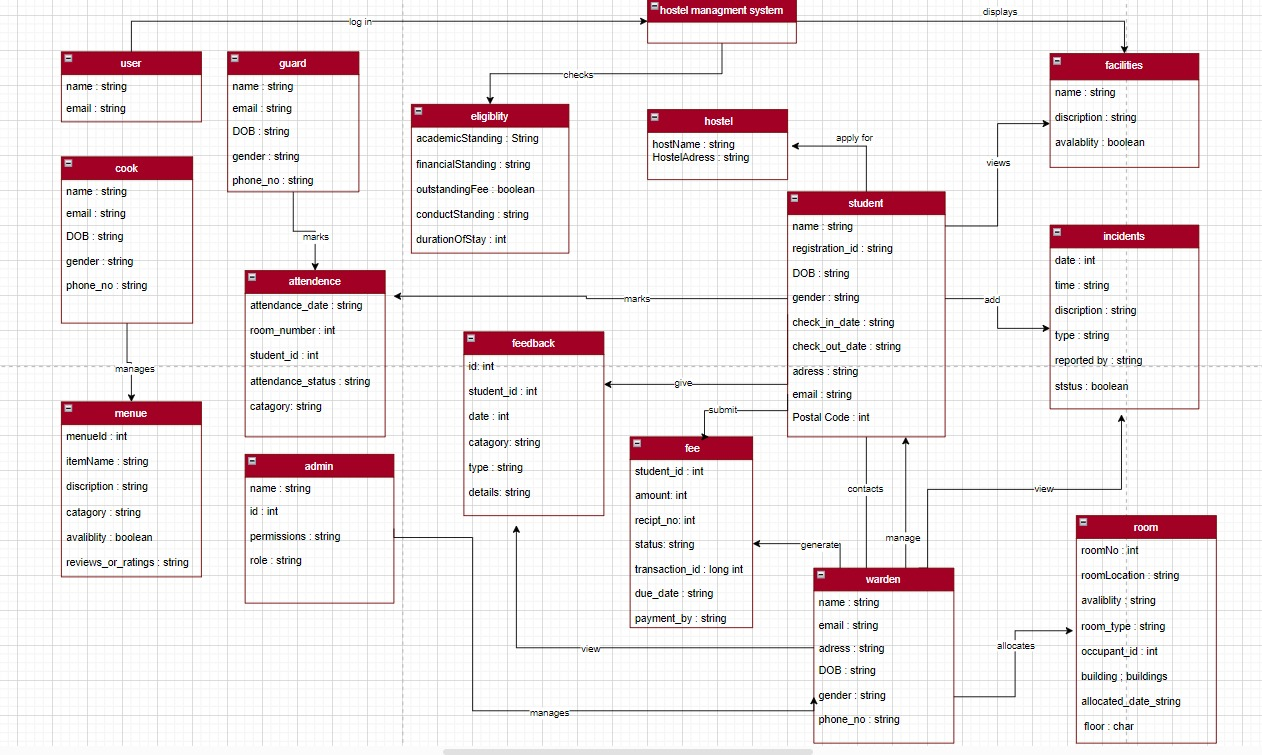 hostel managment system
log in
displays
checks
user
name : string
email : string
guard
name : string
email : string
DOB : string
gender : string
phone_no : string
marks
eligiblity
academicStanding : String
financialStanding : string
outstandingFee : boolean
conductStanding : string
durationOfStay : int
hostel
hostName : string
HostelAdress : string
apply for
facilities
name : string
discription : string
avalablity : boolean
views
cook
name : string
email : string
DOB : string
gender : string
phone_no : string
manages
student
name : string
registration_id : string
DOB : string
gender : string
check_in_date : string
check_out_date : string
adress : string
email : string
Postal Code : int
marks
give
submit
add
incidents
date : int
time : string
discription : string
type : string
reported by : string
ststus : boolean
attendence
attendance_date : string
room_number : int
student_id : int
attendance_status : string
catagory: string
feedback
id: int
student_id : int
date : int
catagory: string
type : string
details: string
menue
menueId : int
itemName : string
discription : string
catagory : string
avaliblity : boolean
reviews_or_ratings : string
admin
name : string
id : int
permissions : string
role : string
manages
fee
student_id : int
amount: int
recipt_no: int
status: string
transaction_id : long int
due_date : string
payment_by : string
contacts
manage
view
generate
view
warden
name : string
email : string
adress : string
DOB : string
gender : string
phone_no : string
allocates
room
roomNo : int
roomLocation : string
avaliblity : string
room_type : string
occupant_id : int
building : buildings
allocated_date_string
floor : char